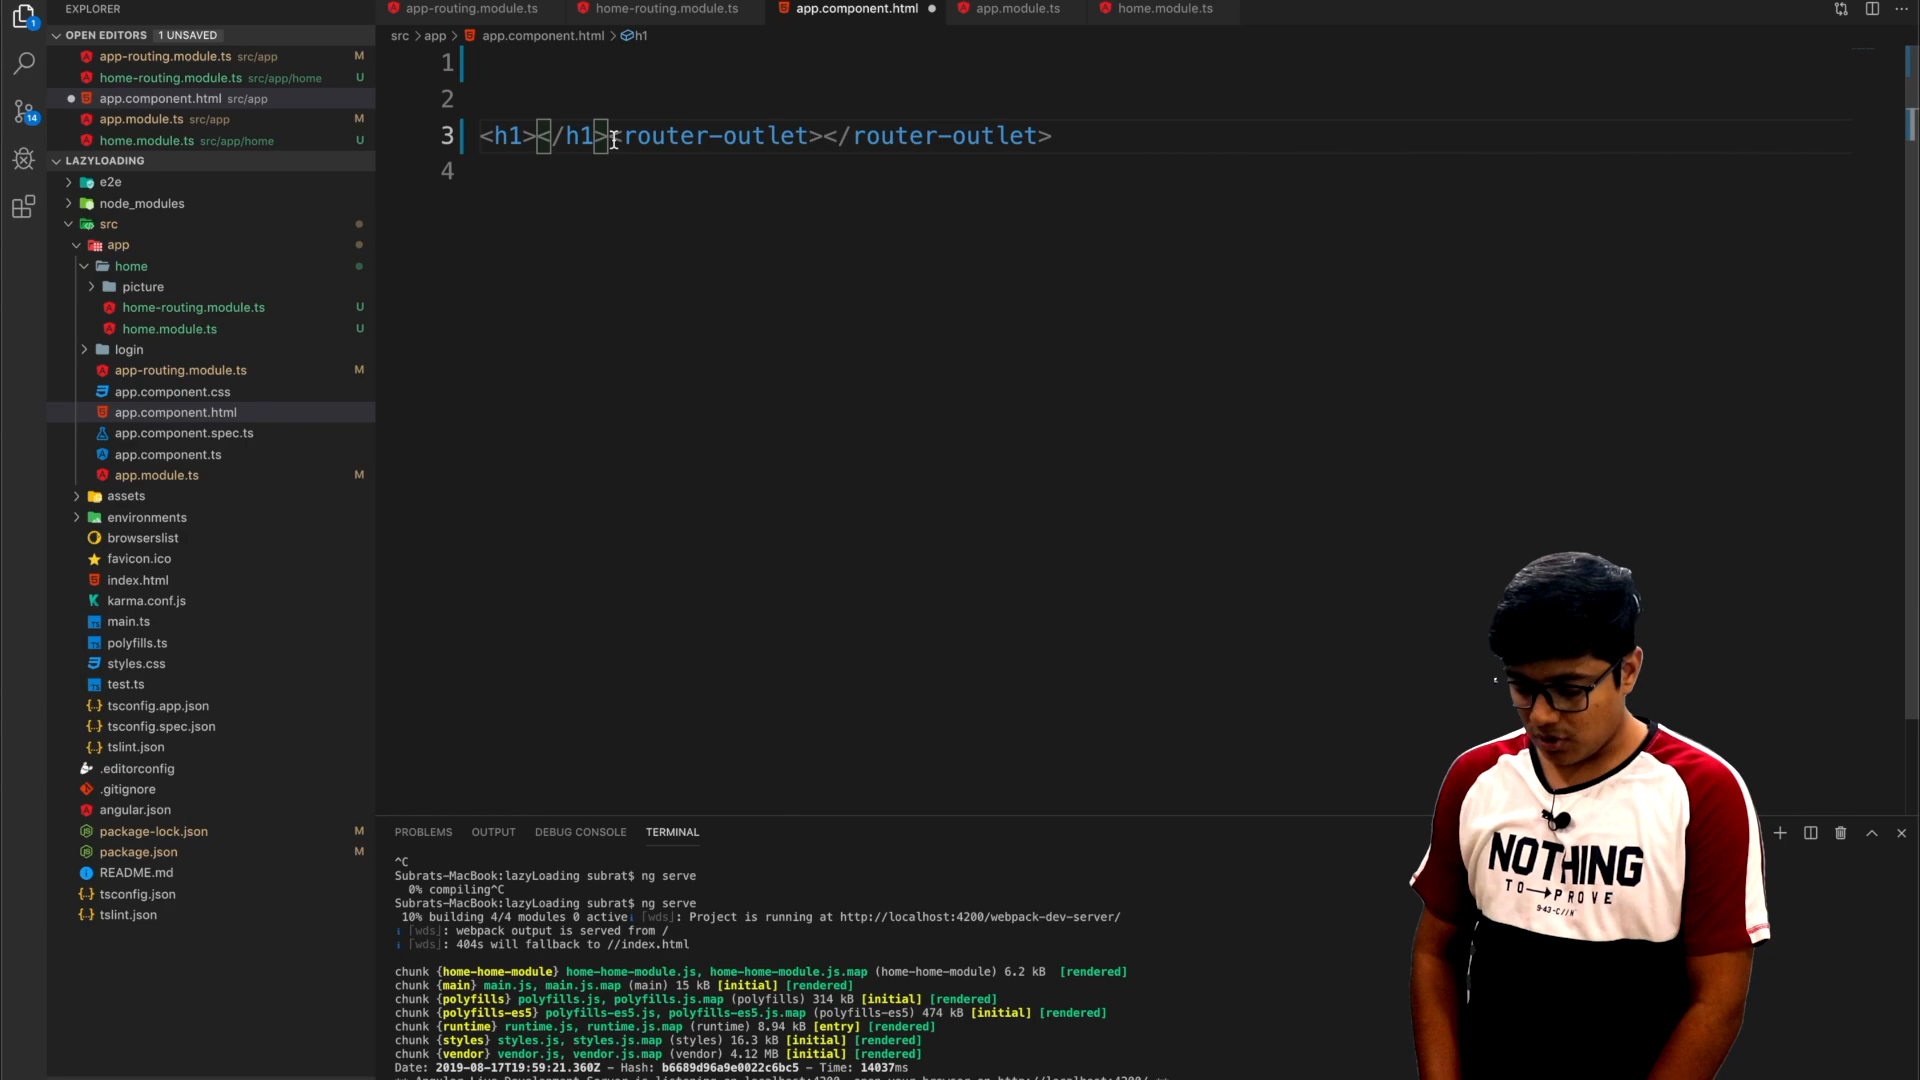 EXPLORER
OPEN EDITORS 1 UNSAVED
app-routing.module.ts src/app M
home-routing.module.ts src/app/home U
app.component.html src/app
app.module.ts src/app M
home.module.ts src/app/home U
LAZYLOADING
e2e
node_modules
src
app
home
picture
home-routing.module.ts U
home.module.ts U
login
app-routing.module.ts M
app.component.css
app.component.html
app.component.spec.ts
app.component.ts
app.module.ts M
assets
environments
browserslist
favicon.ico
index.html
karma.conf.js
main.ts
polyfills.ts
styles.css
test.ts
tsconfig.app.json
tsconfig.spec.json
tslint.json
.editorconfig
.gitignore
angular.json
package-lock.json M
package.json M
README.md
tsconfig.json
tslint.json
1
14
app-routing.module.ts home-routing.module.ts app.component.html app.module.ts home.module.ts
src > app > app.component.html > h1
1
2
3 <h1></h1><router-outlet></router-outlet>
4
PROBLEMS OUTPUT DEBUG CONSOLE TERMINAL
^C
Subrats-MacBook:lazyLoading subrat$ ng serve
0% compiling^C
Subrats-MacBook:lazyLoading subrat$ ng serve
10% building 4/4 modules 0 activeℹ ｢wds｣: Project is running at http://localhost:4200/webpack-dev-server/
ℹ ｢wds｣: webpack output is served from /
ℹ ｢wds｣: 404s will fallback to //index.html
chunk {home-home-module} home-home-module.js, home-home-module.js.map (home-home-module) 6.2 kB [rendered]
chunk {main} main.js, main.js.map (main) 15 kB [initial] [rendered]
chunk {polyfills} polyfills.js, polyfills.js.map (polyfills) 314 kB [initial] [rendered]
chunk {polyfills-es5} polyfills-es5.js, polyfills-es5.js.map (polyfills-es5) 474 kB [initial] [rendered]
chunk {runtime} runtime.js, runtime.js.map (runtime) 8.94 kB [entry] [rendered]
chunk {styles} styles.js, styles.js.map (styles) 16.3 kB [initial] [rendered]
chunk {vendor} vendor.js, vendor.js.map (vendor) 4.12 MB [initial] [rendered]
Date: 2019-08-17T19:59:21.360Z - Hash: b6689d96a9e0022c6bc5 - Time: 14037ms
NOTHING
TO→PROVE